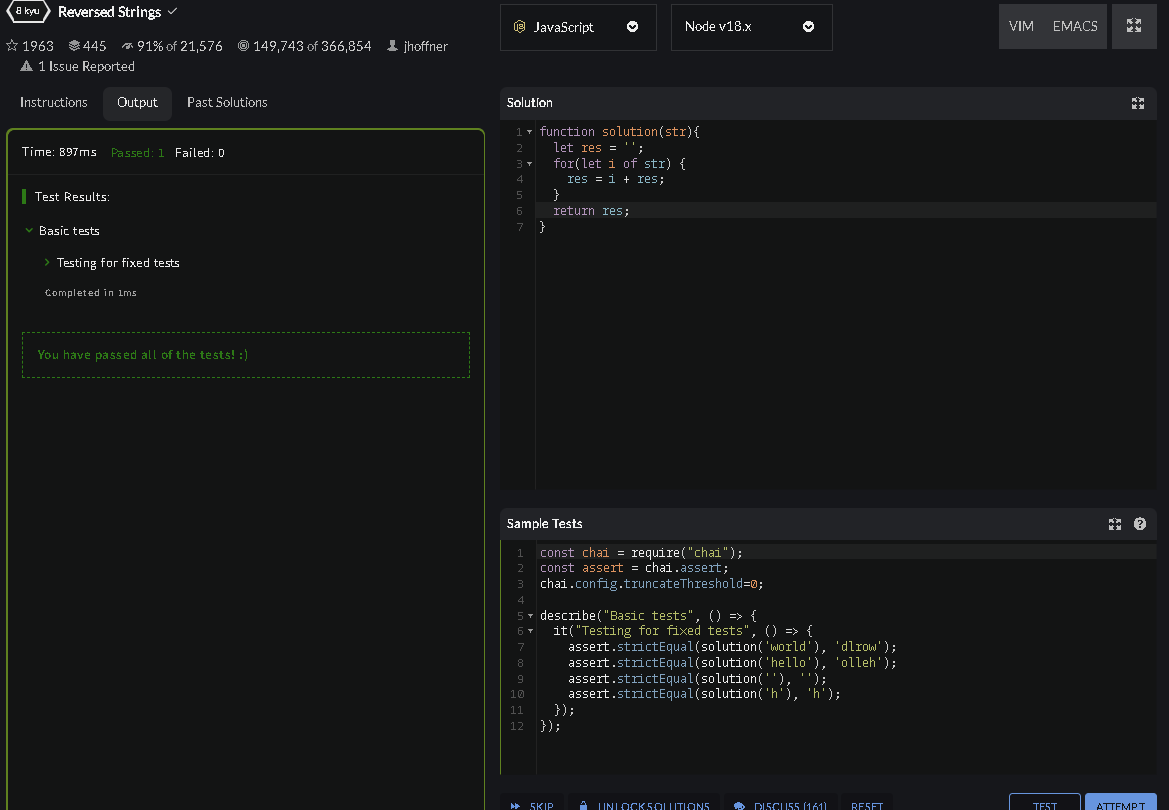 8 kyu Reversed Strings
1963 445 91% of 21,576 149,743 of 366,854 jhoffner
1 Issue Reported
JavaScript
Node v18.x
VIM EMACS
Instructions Output Past Solutions
Time: 897ms Passed: 1 Failed: 0
Test Results:
Basic tests
Testing for fixed tests
Completed in 1ms
You have passed all of the tests! :)
Solution
1 function solution(str){
2 let res = '';
3 for(let i of str) {
4 res = i + res;
5 }
6 return res;
7 }
Sample Tests
1 const chai = require("chai");
2 const assert = chai.assert;
3 chai.config.truncateThreshold=0;
4
5 describe("Basic tests", () => {
6 it("Testing for fixed tests", () => {
7 assert.strictEqual(solution('world'), 'dlrow');
8 assert.strictEqual(solution('hello'), 'olleh');
9 assert.strictEqual(solution(''), '');
10 assert.strictEqual(solution('h'), 'h');
11 });
12 });
SKIP UNLOCK SOLUTIONS DISCUSS (161) RESET TEST ATTEMPT